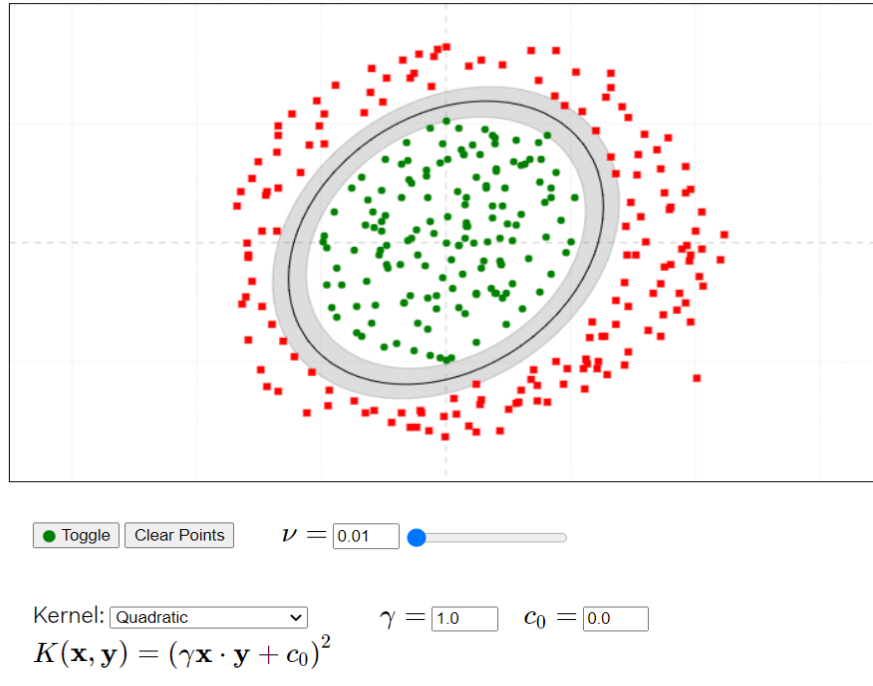 Toggle Clear Points ν = 0.01
Kernel: Quadratic γ = 1.0 c₀ = 0.0
K(x, y) = (γx · y + c₀)²